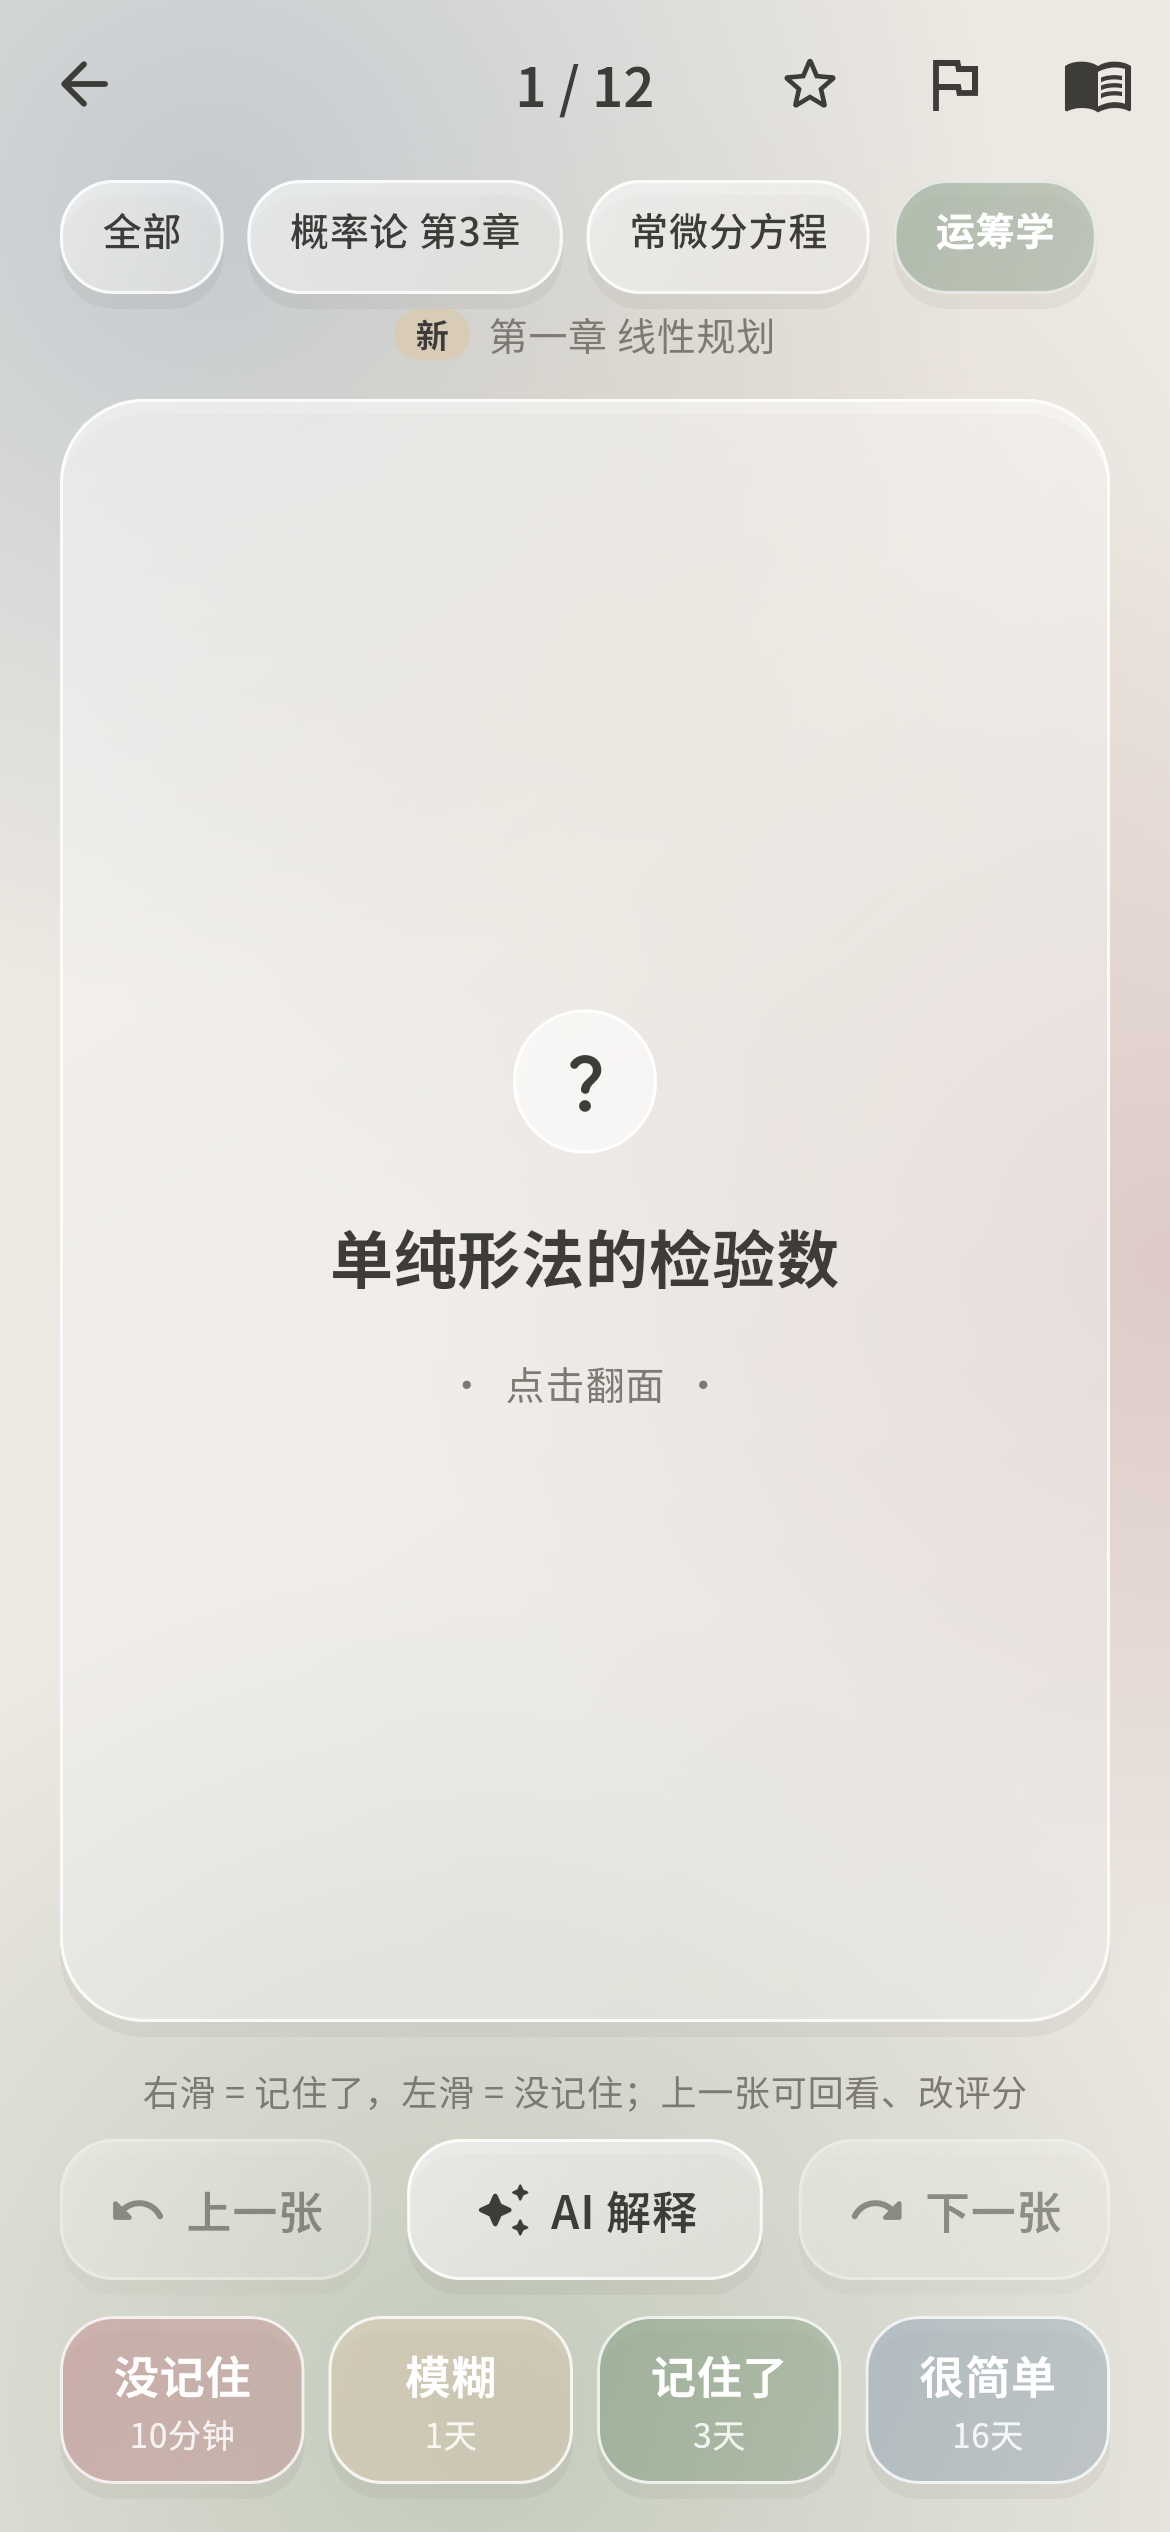 1 / 12
全部 概率论 第3章 常微分方程 运筹学
新 第一章 线性规划
?
单纯形法的检验数
· 点击翻面 ·
右滑 = 记住了，左滑 = 没记住；上一张可回看、改评分
上一张 AI 解释 下一张
没记住 模糊 记住了 很简单
10分钟 1天 3天 16天